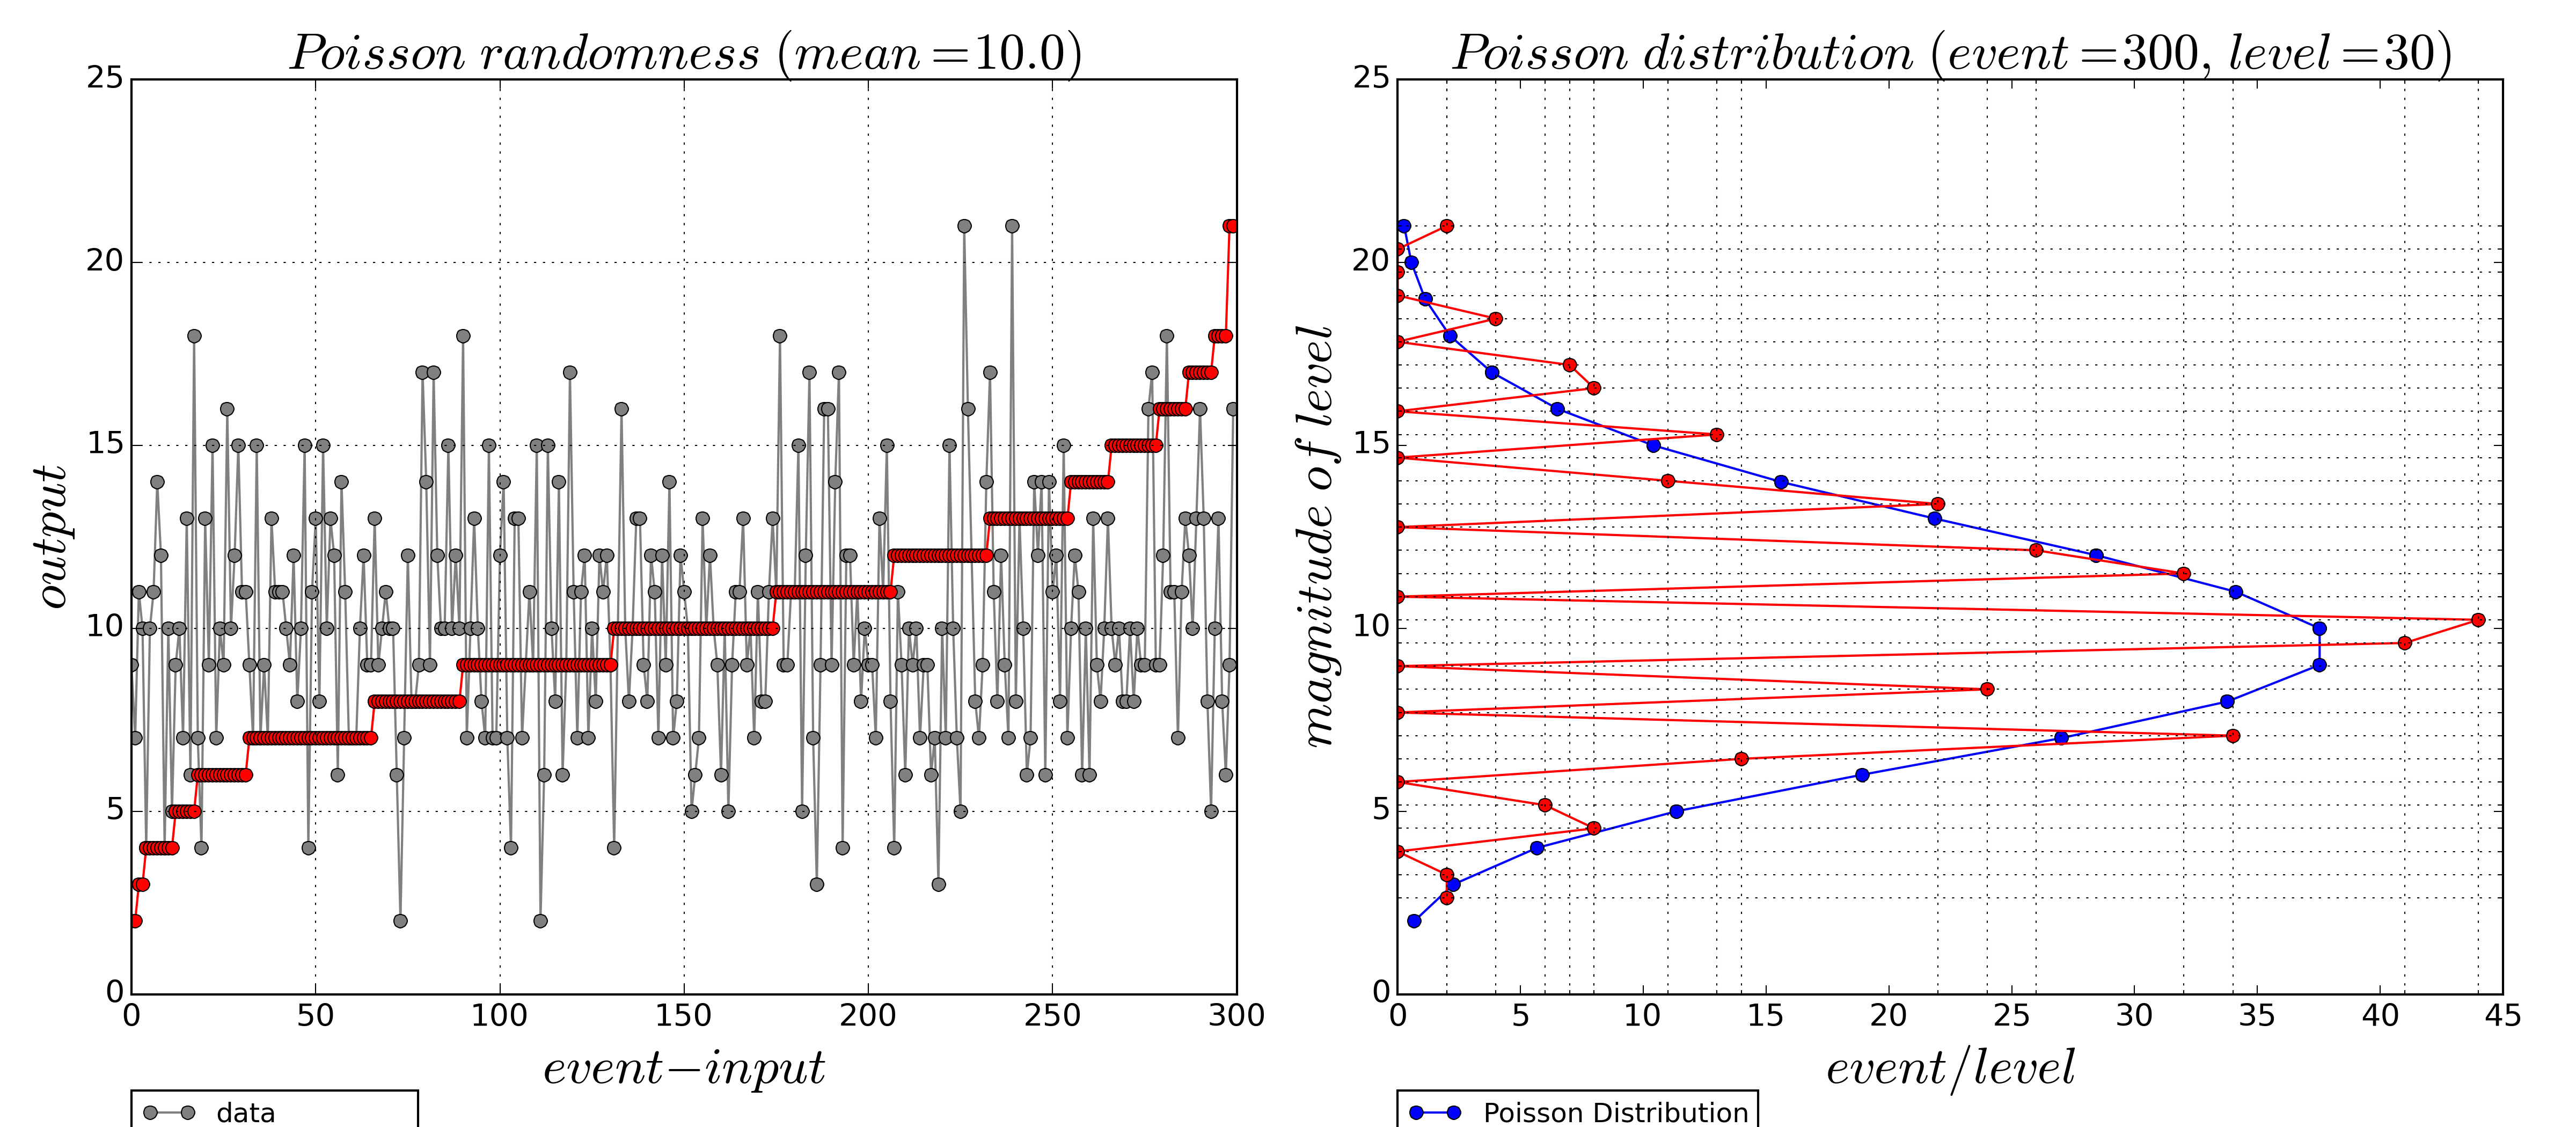 Poisson randomness (mean=10.0)
25
20
15
10
5
0
output
0 50 100 150 200 250 300
event−input
data
Poisson distribution (event=300, level=30)
25
20
15
10
5
0
magnitude of level
0 5 10 15 20 25 30 35 40 45
event/level
Poisson Distribution